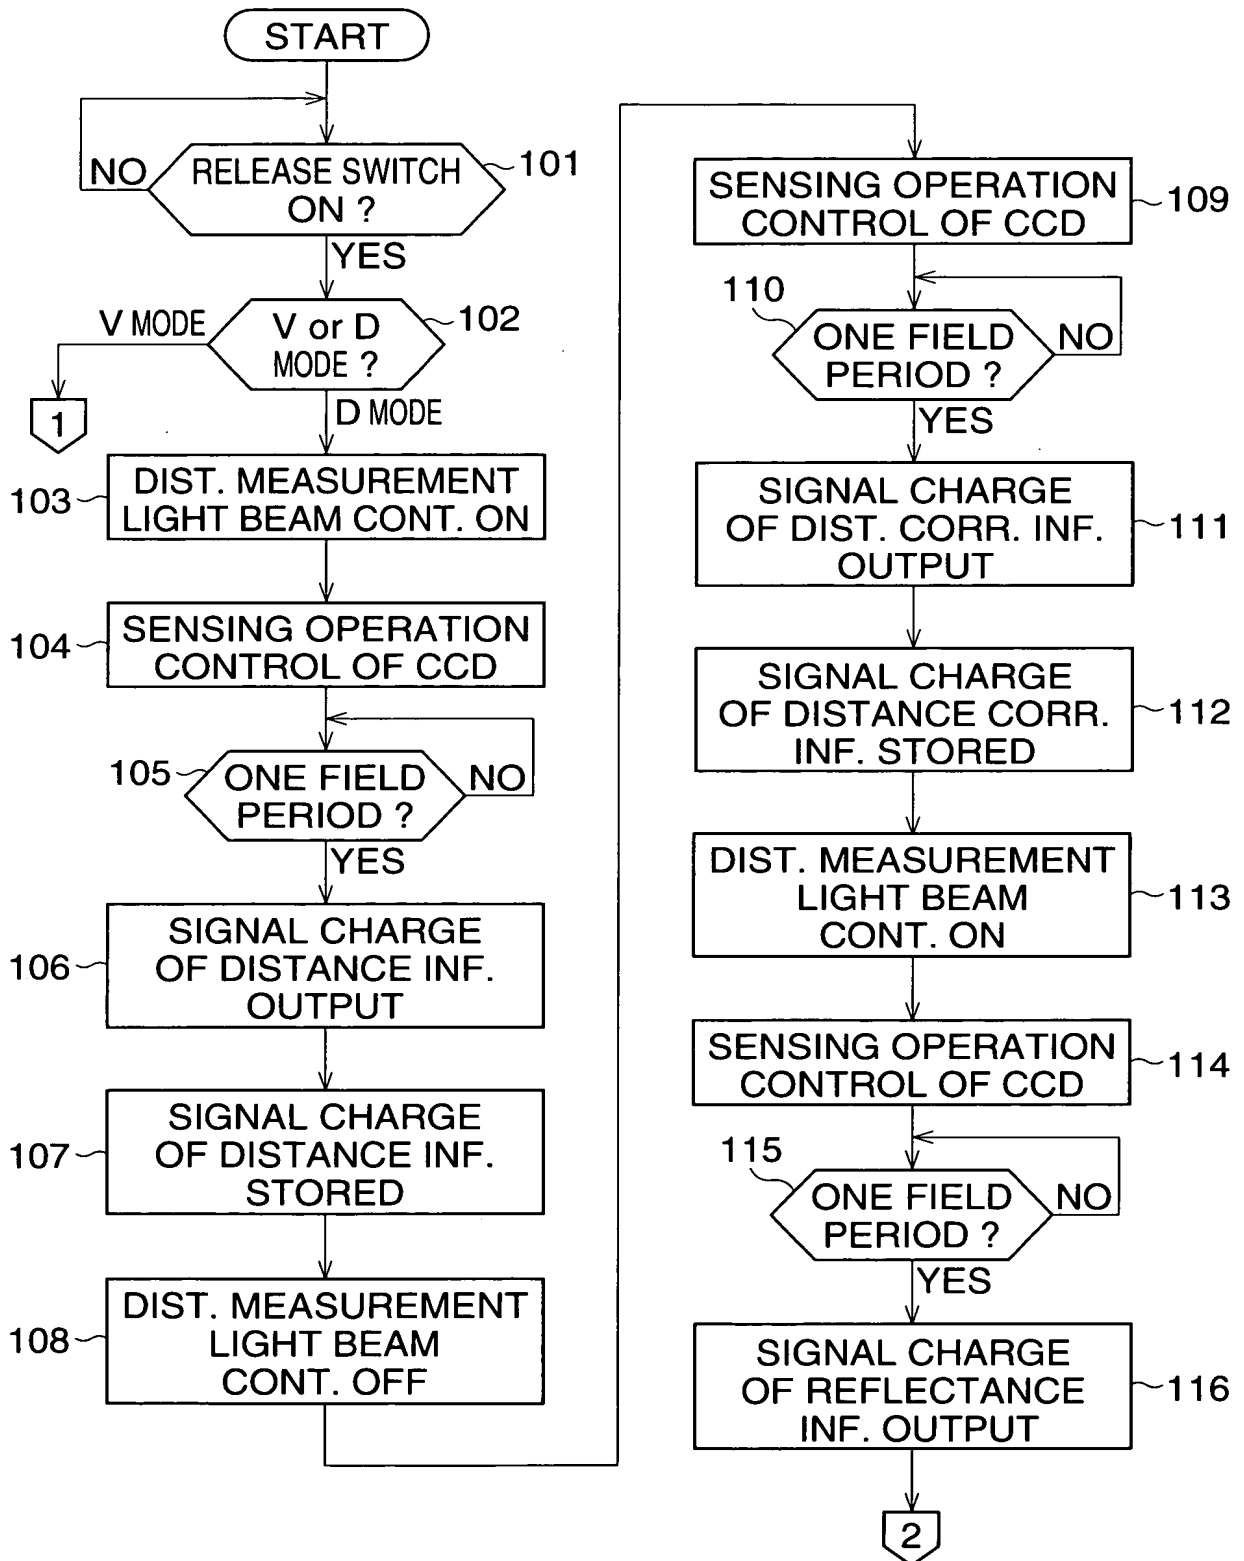 START
NO
RELEASE SWITCH
ON ?
101
YES
V MODE
V or D
MODE ?
102
1
D MODE
103
DIST. MEASUREMENT
LIGHT BEAM CONT. ON
104
SENSING OPERATION
CONTROL OF CCD
105
ONE FIELD
PERIOD ?
NO
YES
106
SIGNAL CHARGE
OF DISTANCE INF.
OUTPUT
107
SIGNAL CHARGE
OF DISTANCE INF.
STORED
108
DIST. MEASUREMENT
LIGHT BEAM
CONT. OFF
SENSING OPERATION
CONTROL OF CCD
109
110
ONE FIELD
PERIOD ?
NO
YES
SIGNAL CHARGE
OF DIST. CORR. INF.
OUTPUT
111
SIGNAL CHARGE
OF DISTANCE CORR.
INF. STORED
112
DIST. MEASUREMENT
LIGHT BEAM
CONT. ON
113
SENSING OPERATION
CONTROL OF CCD
114
115
ONE FIELD
PERIOD ?
NO
YES
SIGNAL CHARGE
OF REFLECTANCE
INF. OUTPUT
116
2